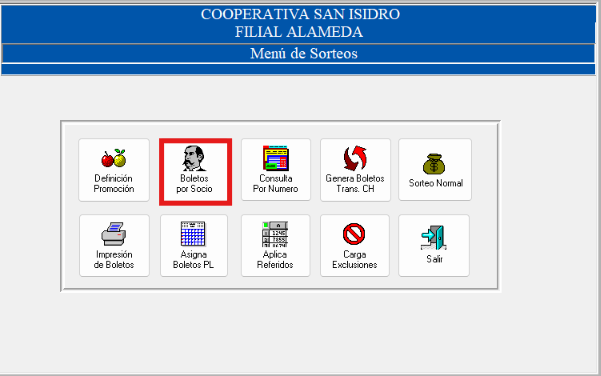 COOPERATIVA SAN ISIDRO
FILIAL ALAMEDA
Menú de Sorteos
Definición
Promoción
Boletos
por Socio
Consulta
Por Numero
Genera Boletos
Trans. CH
Sorteo Normal
Impresión
de Boletos
Asigna
Boletos PL
Aplica
Referidos
Carga
Exclusiones
Salir